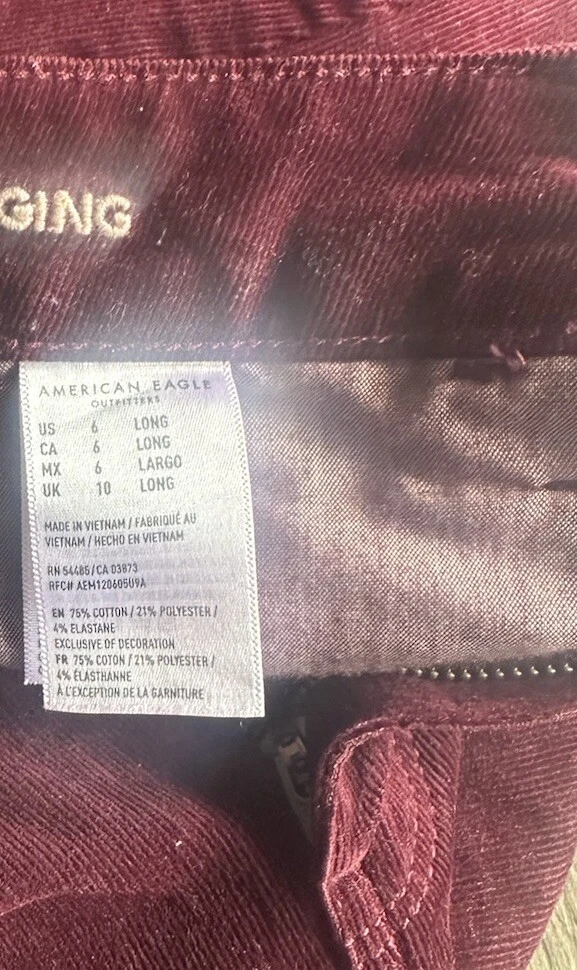 GING
AMERICAN EAGLE
OUTFITTERS
US 6 LONG
CA 6 LONG
MX 6 LARGO
UK 10 LONG
MADE IN VIETNAM / FABRIQUÉ AU
VIETNAM / HECHO EN VIETNAM
RN 54485/CA 03873
RFC# AEM120605U9A
EN 75% COTTON / 21% POLYESTER /
4% ELASTANE
EXCLUSIVE OF DECORATION
FR 75% COTON / 21% POLYESTER /
4% ÉLASTHANNE
À L'EXCEPTION DE LA GARNITURE